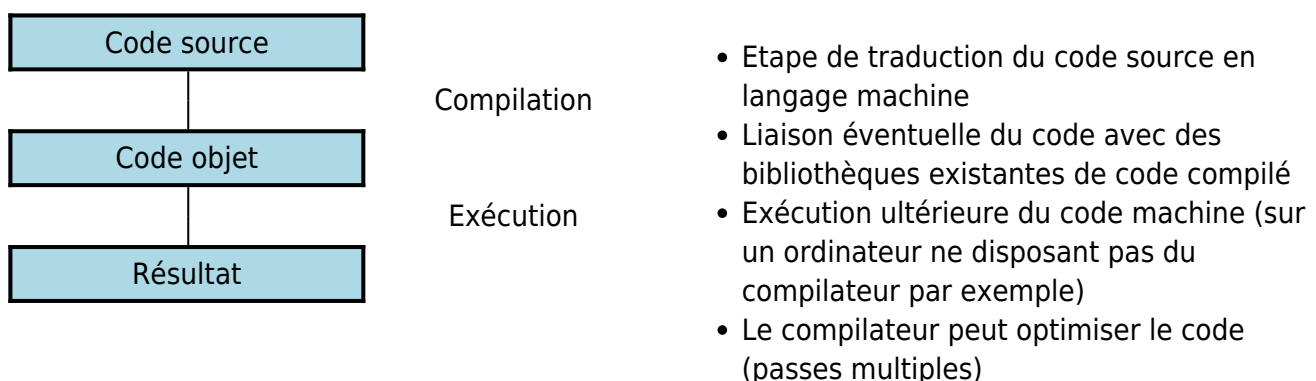 Code source
Compilation
Code objet
Exécution
Résultat
• Etape de traduction du code source en
langage machine
• Liaison éventuelle du code avec des
bibliothèques existantes de code compilé
• Exécution ultérieure du code machine (sur
un ordinateur ne disposant pas du
compilateur par exemple)
• Le compilateur peut optimiser le code
(passes multiples)